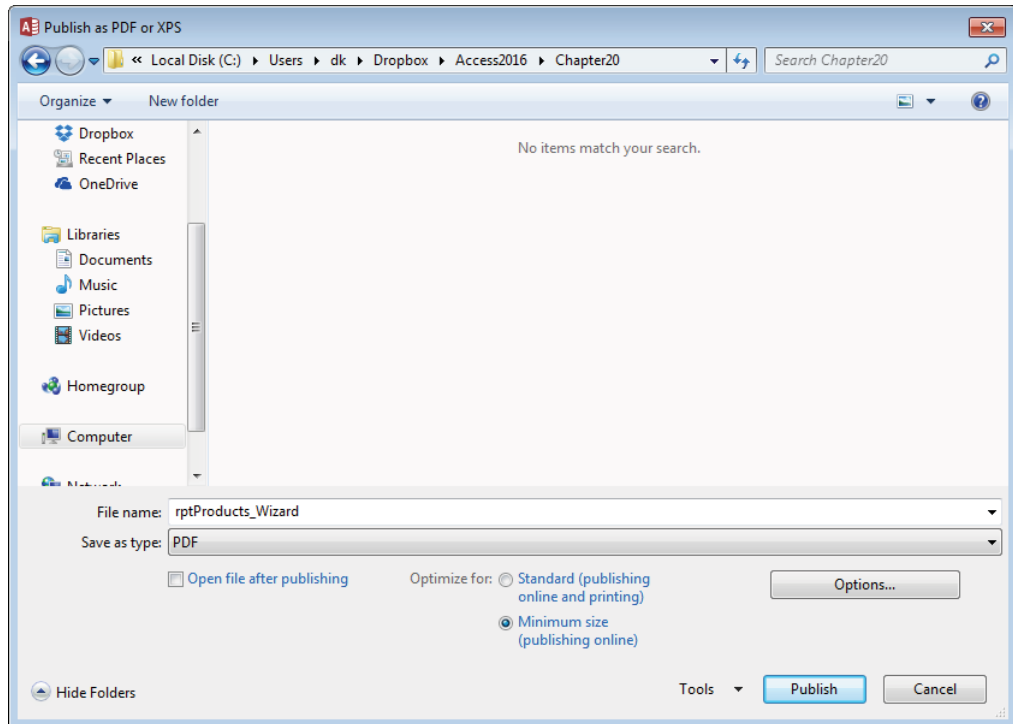 Publish as PDF or XPS
« Local Disk (C:) ▸ Users ▸ dk ▸ Dropbox ▸ Access2016 ▸ Chapter20
Search Chapter20
Organize
New folder
Dropbox
Recent Places
OneDrive
No items match your search.
Libraries
Documents
Music
Pictures
Videos
Homegroup
Computer
Network
File name: rptProducts_Wizard
Save as type: PDF
Open file after publishing
Optimize for:
Standard (publishing
online and printing)
Minimum size
(publishing online)
Options...
Hide Folders
Tools
Publish
Cancel